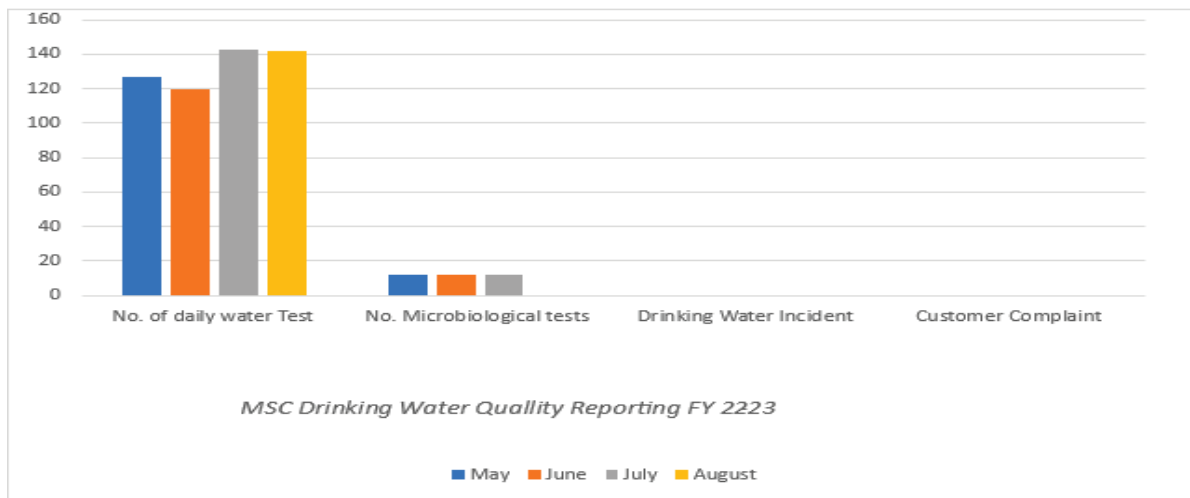 160
140
120
100
80
60
40
20
0
No. of daily water Test
No. Microbiological tests
Drinking Water Incident
Customer Complaint
MSC Drinking Water Quallity Reporting FY 2223
May
June
July
August